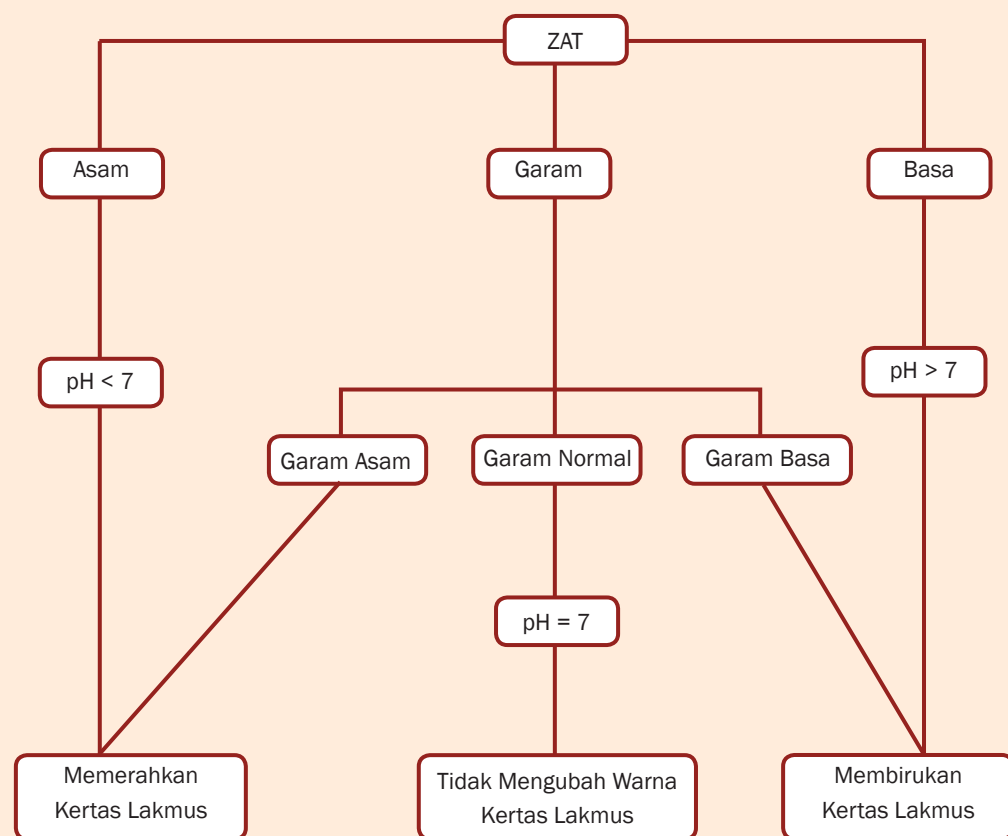 ZAT
Asam
Garam
Basa
pH < 7
pH > 7
Garam Asam
Garam Normal
Garam Basa
pH = 7
Memerahkan
Kertas Lakmus
Tidak Mengubah Warna
Kertas Lakmus
Membirukan
Kertas Lakmus